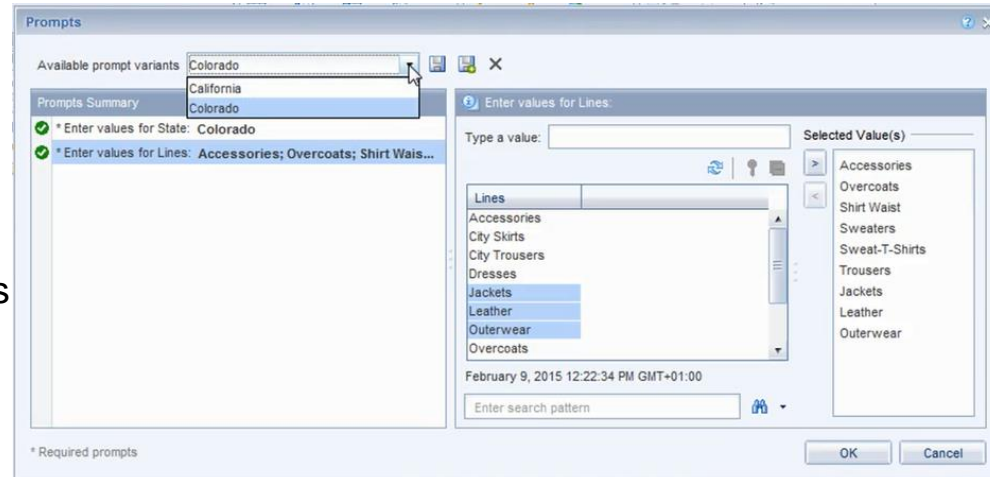 Prompts
Available prompt variants Colorado
California
Colorado
Prompts Summary
* Enter values for State: Colorado
* Enter values for Lines: Accessories; Overcoats; Shirt Wais...
Enter values for Lines:
Type a value:
Lines
Accessories
City Skirts
City Trousers
Dresses
Jackets
Leather
Outerwear
Overcoats
February 9, 2015 12:22:34 PM GMT+01:00
Enter search pattern
Selected Value(s)
>
<
Accessories
Overcoats
Shirt Waist
Sweaters
Sweat-T-Shirts
Trousers
Jackets
Leather
Outerwear
s
* Required prompts
OK
Cancel